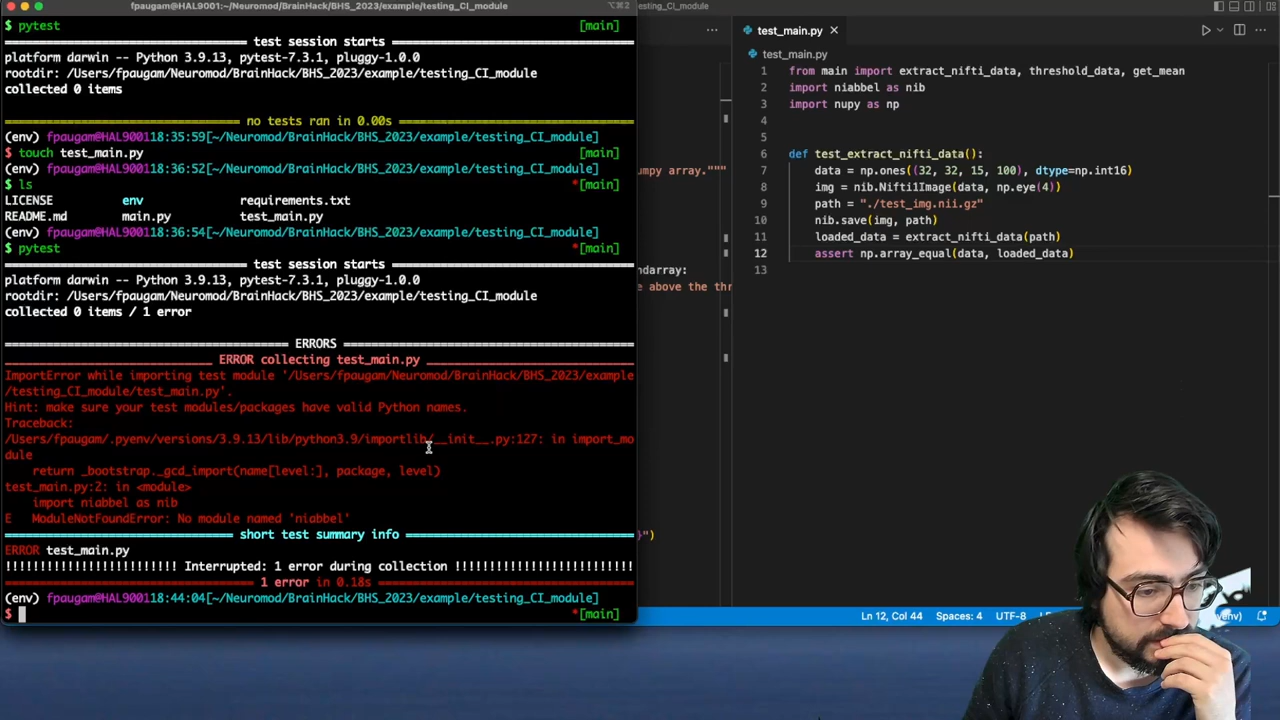 fpaugam@HAL9001:~/Neuromod/BrainHack/BHS_2023/example/testing_CI_module
⌥⌘2
$ pytest [main]
test session starts
platform darwin -- Python 3.9.13, pytest-7.3.1, pluggy-1.0.0
rootdir: /Users/fpaugam/Neuromod/BrainHack/BHS_2023/example/testing_CI_module
collected 0 items
no tests ran in 0.00s
(env) fpaugam@HAL900118:35:59[~/Neuromod/BrainHack/BHS_2023/example/testing_CI_module]
$ touch test_main.py [main]
(env) fpaugam@HAL900118:36:52[~/Neuromod/BrainHack/BHS_2023/example/testing_CI_module]
$ ls *[main]
LICENSE env requirements.txt
README.md main.py test_main.py
(env) fpaugam@HAL900118:36:54[~/Neuromod/BrainHack/BHS_2023/example/testing_CI_module]
$ pytest *[main]
test session starts
platform darwin -- Python 3.9.13, pytest-7.3.1, pluggy-1.0.0
rootdir: /Users/fpaugam/Neuromod/BrainHack/BHS_2023/example/testing_CI_module
collected 0 items / 1 error
ERRORS
ERROR collecting test_main.py
ImportError while importing test module '/Users/fpaugam/Neuromod/BrainHack/BHS_2023/example
/testing_CI_module/test_main.py'.
Hint: make sure your test modules/packages have valid Python names.
Traceback:
/Users/fpaugam/.pyenv/versions/3.9.13/lib/python3.9/importlib/__init__.py:127: in import_mo
dule
return _bootstrap._gcd_import(name[level:], package, level)
test_main.py:2: in <module>
import niabbel as nib
E ModuleNotFoundError: No module named 'niabbel'
short test summary info
ERROR test_main.py
!!!!!!!!!!!!!!!!!!!!!!!!!! Interrupted: 1 error during collection !!!!!!!!!!!!!!!!!!!!!!!!!!
1 error in 0.18s
(env) fpaugam@HAL900118:44:04[~/Neuromod/BrainHack/BHS_2023/example/testing_CI_module]
$ *[main]
testing_CI_module
umpy array."""
ndarray:
e above the thr
}")
test_main.py
test_main.py
1 from main import extract_nifti_data, threshold_data, get_mean
2 import niabbel as nib
3 import nupy as np
4
5
6 def test_extract_nifti_data():
7 data = np.ones((32, 32, 15, 100), dtype=np.int16)
8 img = nib.Nifti1Image(data, np.eye(4))
9 path = "./test_img.nii.gz"
10 nib.save(img, path)
11 loaded_data = extract_nifti_data(path)
12 assert np.array_equal(data, loaded_data)
13
Ln 12, Col 44 Spaces: 4 UTF-8